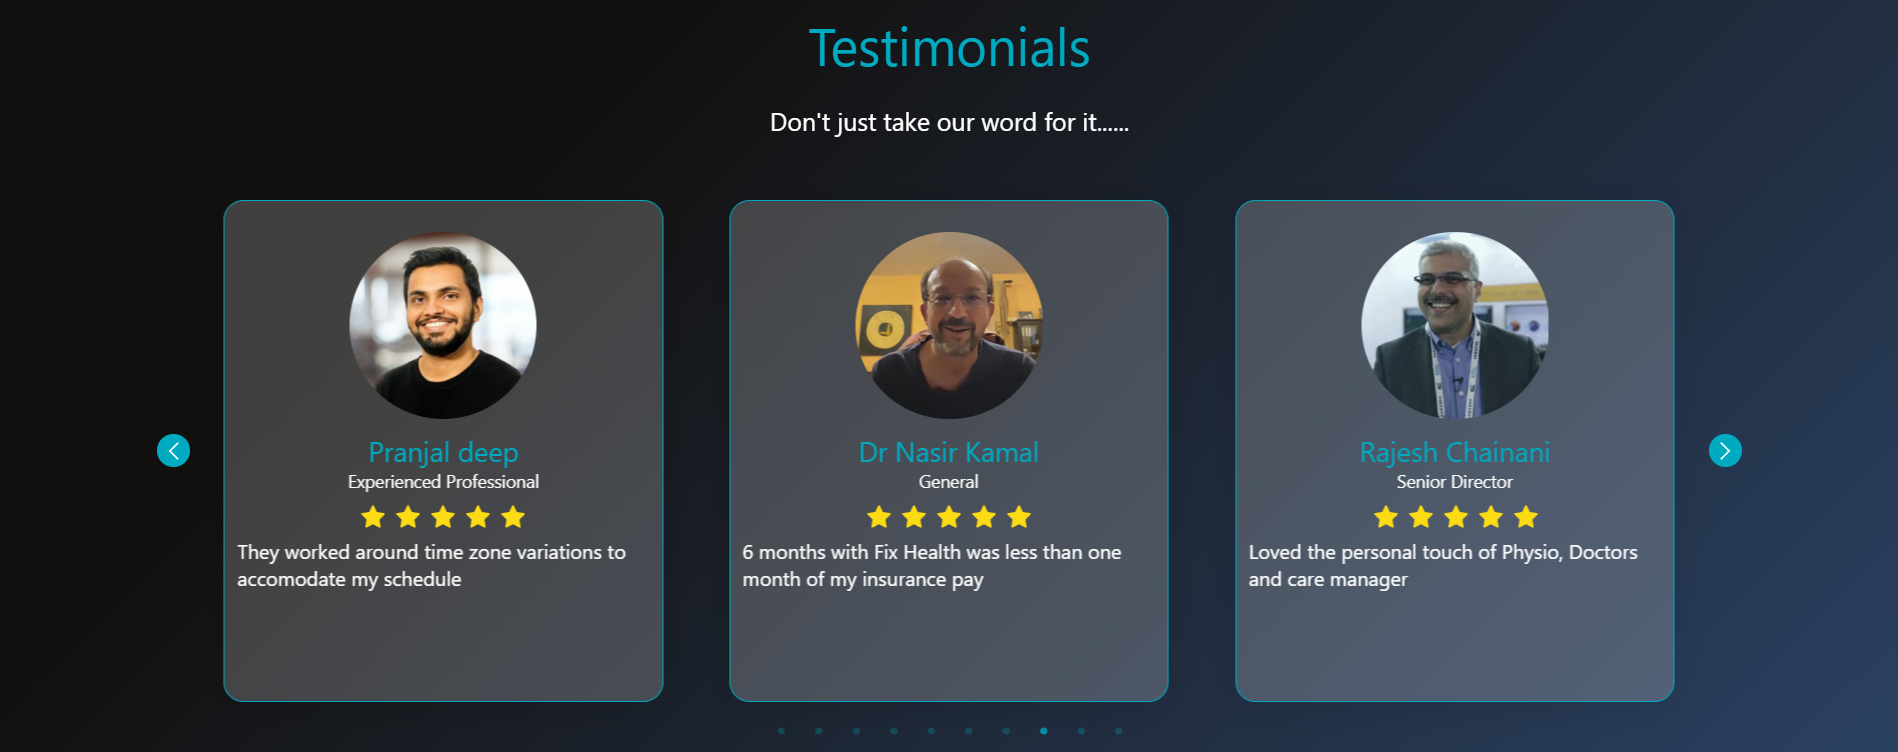 Testimonials
Don't just take our word for it......
Pranjal deep
Experienced Professional
They worked around time zone variations to
accomodate my schedule
Dr Nasir Kamal
General
6 months with Fix Health was less than one
month of my insurance pay
Rajesh Chainani
Senior Director
Loved the personal touch of Physio, Doctors
and care manager